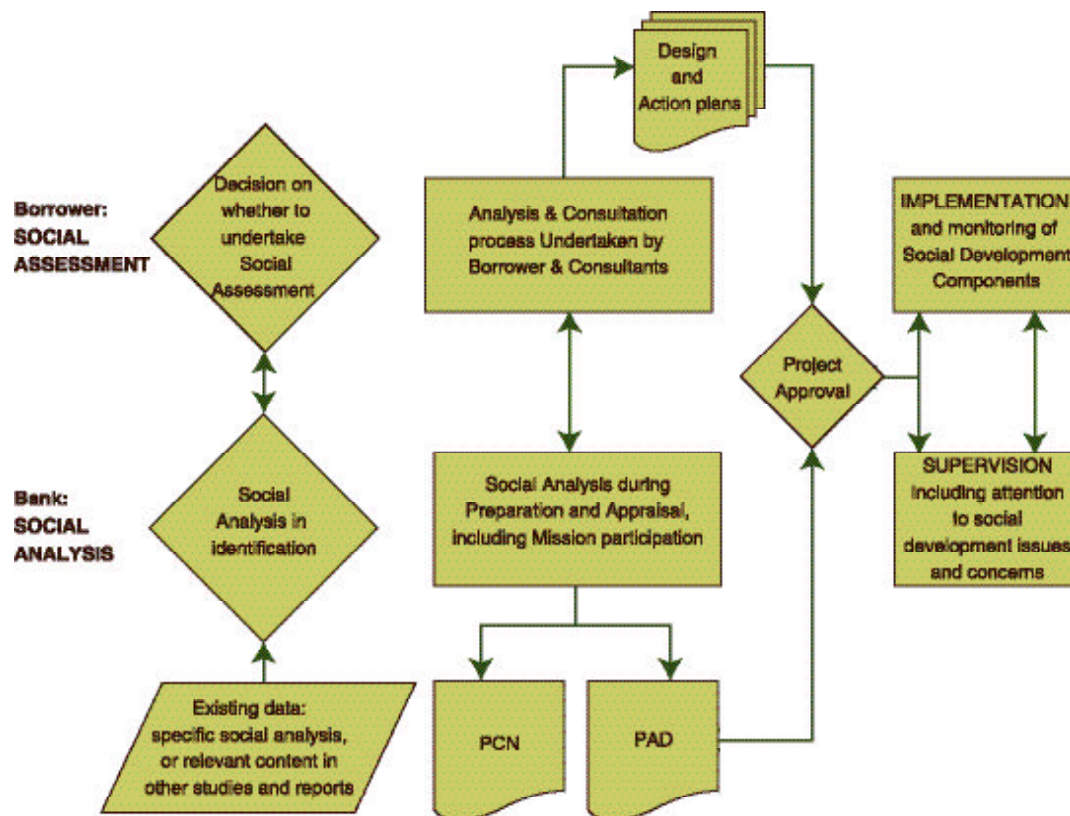 Design
and
Action plans
Borrower:
SOCIAL
ASSESSMENT
Decision on
whether to
undertake
Social
Assessment
Analysis & Consultation
process Undertaken by
Borrower & Consultants
IMPLEMENTATION
and monitoring of
Social Development
Components
Project
Approval
Bank:
SOCIAL
ANALYSIS
Social
Analysis in
identification
Social Analysis during
Preparation and Appraisal,
including Mission participation
SUPERVISION
including attention
to social
development issues
and concerns
Existing data:
specific social analysis,
or relevant content in
other studies and reports
PCN
PAD